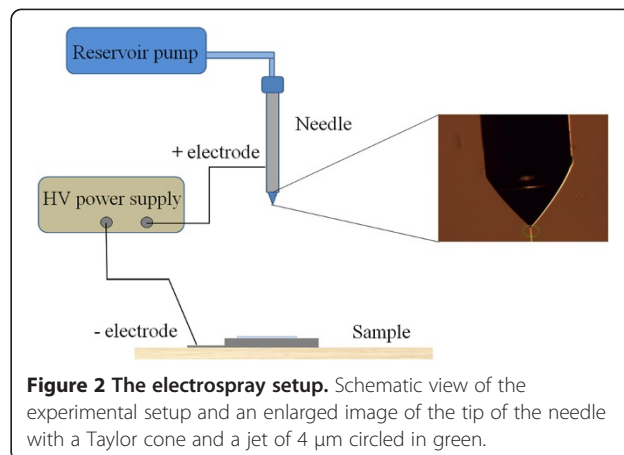 Reservoir pump
Needle
+ electrode
HV power supply
- electrode
Sample
Figure 2 The electrospray setup. Schematic view of the
experimental setup and an enlarged image of the tip of the needle
with a Taylor cone and a jet of 4 μm circled in green.